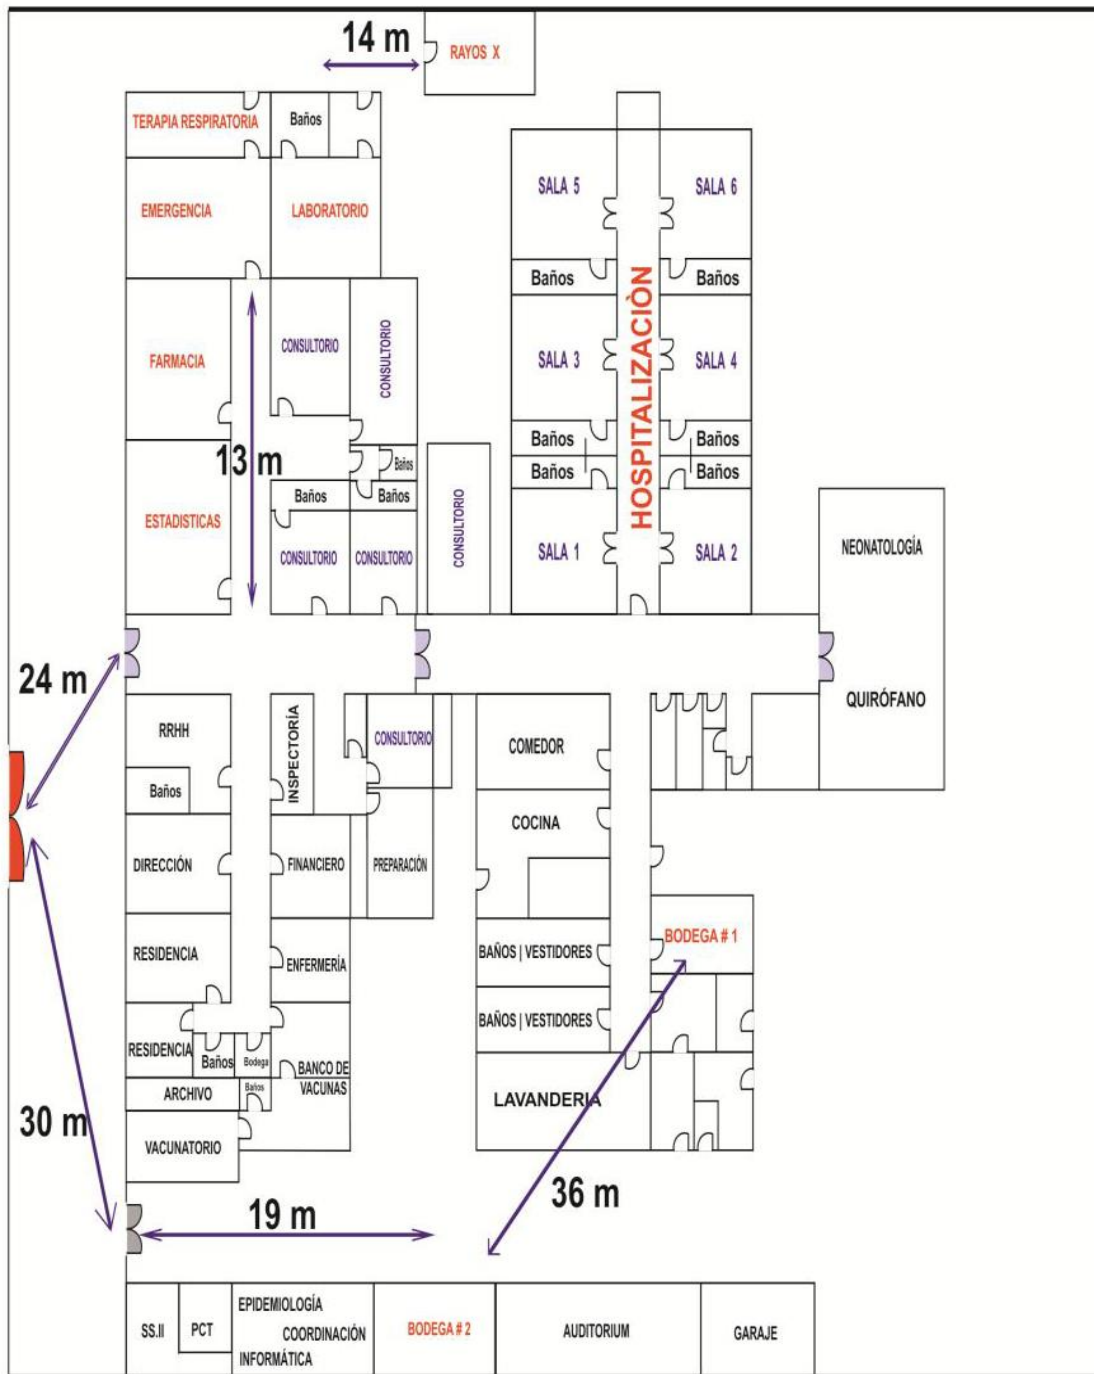 14 m
RAYOS X
TERAPIA RESPIRATORIA
Baños
EMERGENCIA
LABORATORIO
SALA 5
SALA 6
Baños
Baños
HOSPITALIZACIÒN
FARMACIA
CONSULTORIO
CONSULTORIO
SALA 3
SALA 4
13 m
Baños
Baños
Baños
Baños
Baños
Baños
Baños
ESTADISTICAS
CONSULTORIO
CONSULTORIO
CONSULTORIO
SALA 1
SALA 2
NEONATOLOGÍA
24 m
QUIRÓFANO
RRHH
INSPECTORÍA
CONSULTORIO
COMEDOR
Baños
COCINA
DIRECCIÓN
FINANCIERO
PREPARACIÓN
BODEGA # 1
RESIDENCIA
ENFERMERÍA
BAÑOS | VESTIDORES
BAÑOS | VESTIDORES
RESIDENCIA
Baños
Bodega
BANCO DE
VACUNAS
ARCHIVO
Baños
LAVANDERIA
30 m
VACUNATORIO
36 m
19 m
SS.II
PCT
EPIDEMIOLOGÍA
COORDINACIÓN
INFORMÁTICA
BODEGA # 2
AUDITORIUM
GARAJE